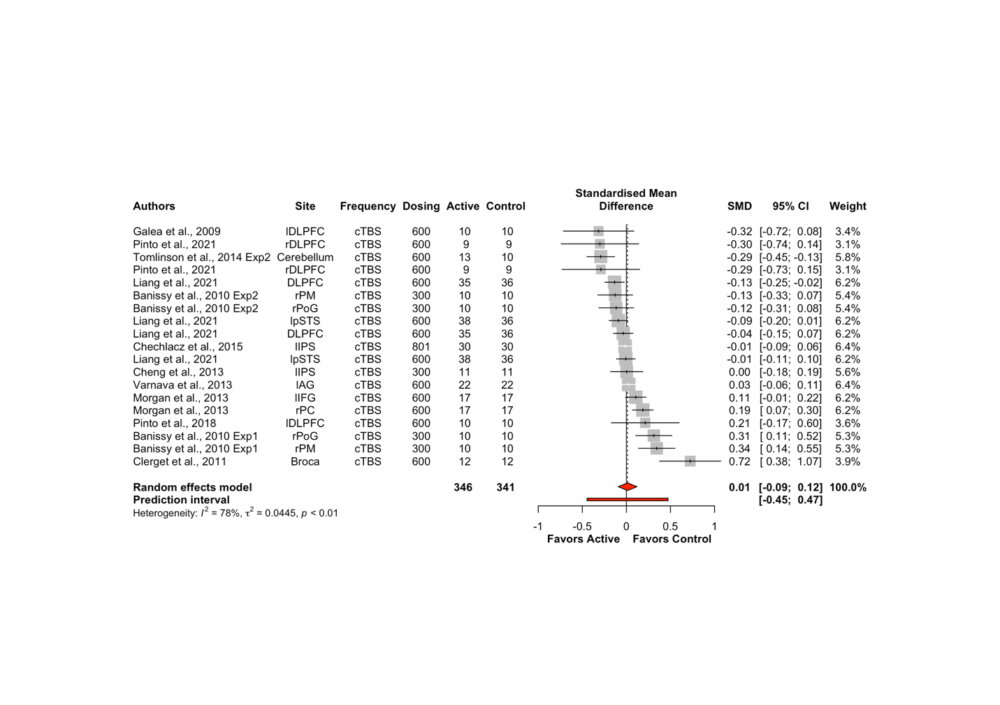 Standardised Mean
Authors Site Frequency Dosing Active Control Difference SMD 95% CI Weight
Galea et al., 2009 lDLPFC cTBS 600 10 10 -0.32 [-0.72; 0.08] 3.4%
Pinto et al., 2021 rDLPFC cTBS 600 9 9 -0.30 [-0.74; 0.14] 3.1%
Tomlinson et al., 2014 Exp2 Cerebellum cTBS 600 13 10 -0.29 [-0.45; -0.13] 5.8%
Pinto et al., 2021 rDLPFC cTBS 600 9 9 -0.29 [-0.73; 0.15] 3.1%
Liang et al., 2021 DLPFC cTBS 600 35 36 -0.13 [-0.25; -0.02] 6.2%
Banissy et al., 2010 Exp2 rPM cTBS 300 10 10 -0.13 [-0.33; 0.07] 5.4%
Banissy et al., 2010 Exp2 rPoG cTBS 300 10 10 -0.12 [-0.31; 0.08] 5.4%
Liang et al., 2021 lpSTS cTBS 600 38 36 -0.09 [-0.20; 0.01] 6.2%
Liang et al., 2021 DLPFC cTBS 600 35 36 -0.04 [-0.15; 0.07] 6.2%
Chechlacz et al., 2015 lIPS cTBS 801 30 30 -0.01 [-0.09; 0.06] 6.4%
Liang et al., 2021 lpSTS cTBS 600 38 36 -0.01 [-0.11; 0.10] 6.2%
Cheng et al., 2013 lIPS cTBS 300 11 11 0.00 [-0.18; 0.19] 5.6%
Varnava et al., 2013 lAG cTBS 600 22 22 0.03 [-0.06; 0.11] 6.4%
Morgan et al., 2013 lIFG cTBS 600 17 17 0.11 [-0.01; 0.22] 6.2%
Morgan et al., 2013 rPC cTBS 600 17 17 0.19 [ 0.07; 0.30] 6.2%
Pinto et al., 2018 lDLPFC cTBS 600 10 10 0.21 [-0.17; 0.60] 3.6%
Banissy et al., 2010 Exp1 rPoG cTBS 300 10 10 0.31 [ 0.11; 0.52] 5.3%
Banissy et al., 2010 Exp1 rPM cTBS 300 10 10 0.34 [ 0.14; 0.55] 5.3%
Clerget et al., 2011 Broca cTBS 600 12 12 0.72 [ 0.38; 1.07] 3.9%
Random effects model 346 341 0.01 [-0.09; 0.12] 100.0%
Prediction interval [-0.45; 0.47]
Heterogeneity: I² = 78%, τ² = 0.0445, p < 0.01
-1 -0.5 0 0.5 1
Favors Active Favors Control